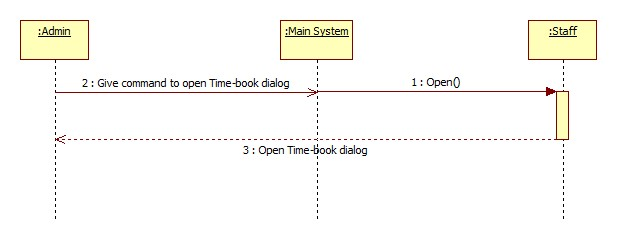 :Admin
:Main System
:Staff
2 : Give command to open Time-book dialog
1 : Open()
3 : Open Time-book dialog